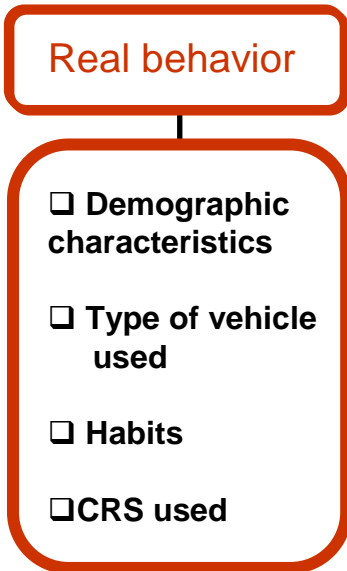 Real behavior
❑ Demographic
characteristics
❑ Type of vehicle
used
❑ Habits
❑CRS used